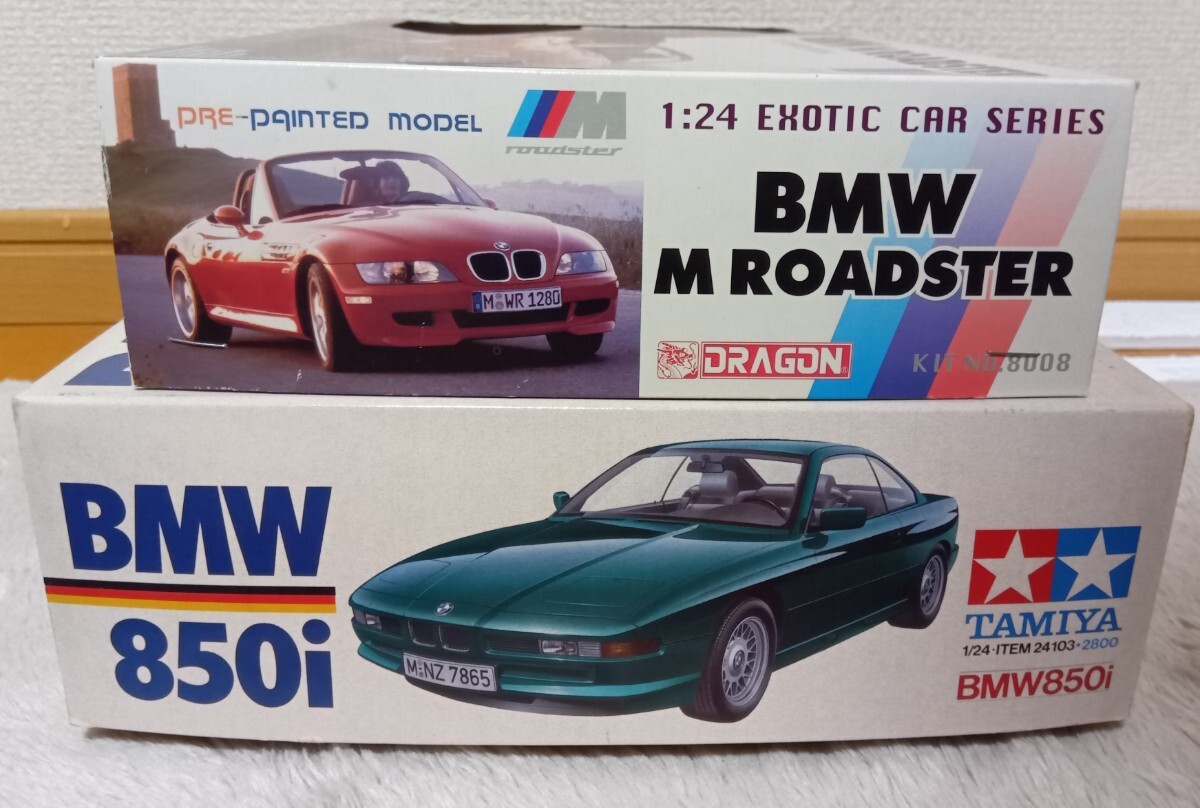 PRE-PAINTED MODEL
M
roadster
1:24 EXOTIC CAR SERIES
BMW
M ROADSTER
M WR 1280
DRAGON
KIT NO.8008
BMW
850i
M NZ 7865
TAMIYA
1/24·ITEM 24103·2800
BMW850i